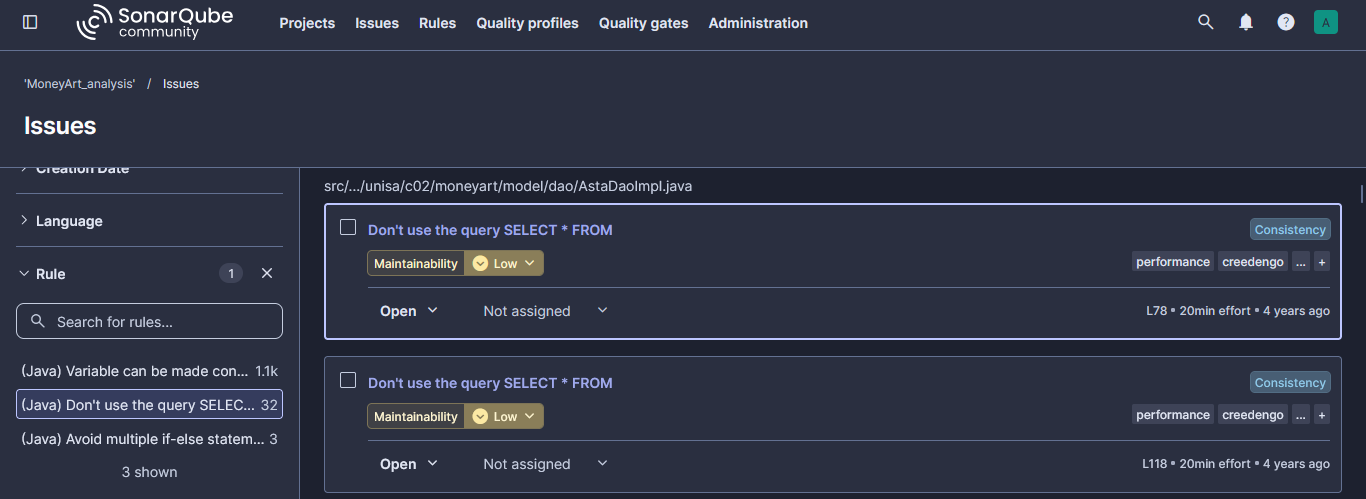 SonarQube
community
Projects Issues Rules Quality profiles Quality gates Administration
? A
'MoneyArt_analysis' / Issues
Issues
Creation Date
Language
Rule 1
Search for rules...
(Java) Variable can be made con... 1.1k
(Java) Don't use the query SELEC... 32
(Java) Avoid multiple if-else statem... 3
3 shown
src/.../unisa/c02/moneyart/model/dao/AstaDaoImpl.java
Don't use the query SELECT * FROM Consistency
Maintainability Low performance creedengo ... +
Open Not assigned L78 • 20min effort • 4 years ago
Don't use the query SELECT * FROM Consistency
Maintainability Low performance creedengo ... +
Open Not assigned L118 • 20min effort • 4 years ago